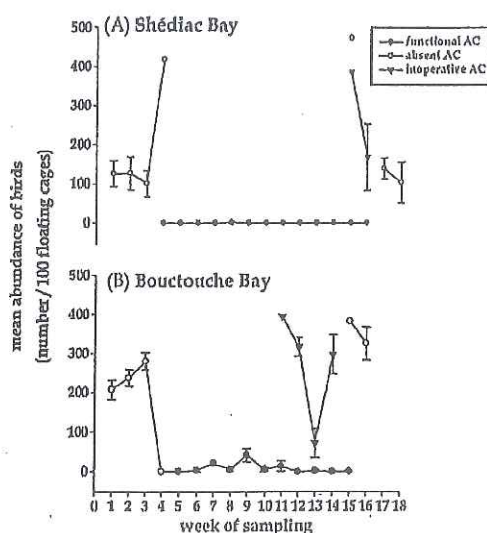 (A) Shédiac Bay
functional AC
absent AC
inoperative AC
500
400
300
200
100
0
mean abundance of birds
(number/100 floating cages)
(B) Bouctouche Bay
500
400
300
200
100
0
0 1 2 3 4 5 6 7 8 9 10 11 12 13 14 15 16 17 18
week of sampling